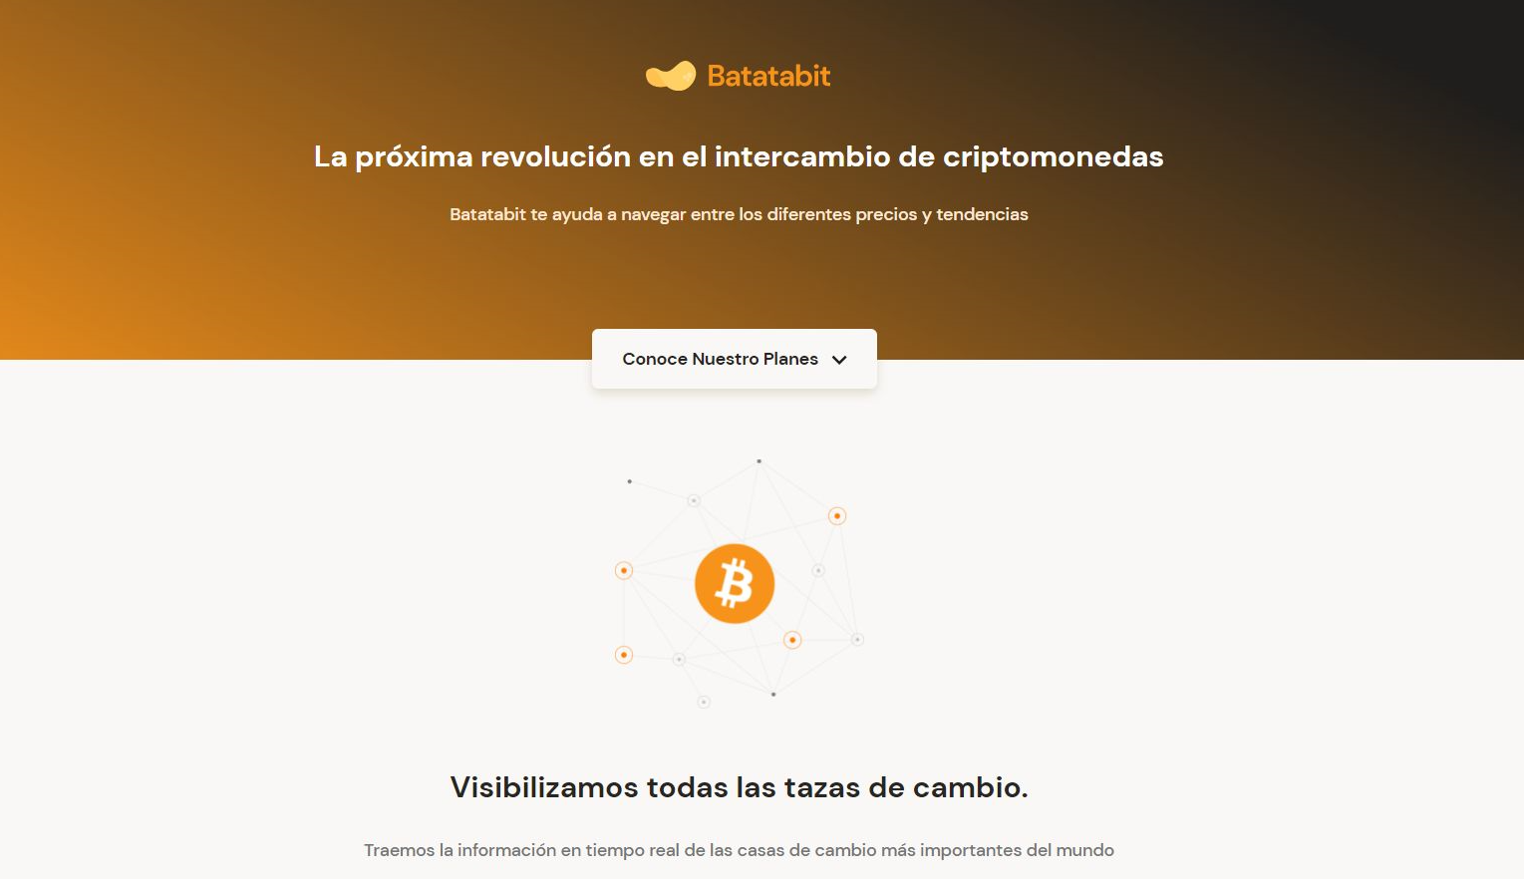 Batatabit
La próxima revolución en el intercambio de criptomonedas
Batatabit te ayuda a navegar entre los diferentes precios y tendencias
Conoce Nuestro Planes
Visibilizamos todas las tazas de cambio.
Traemos la información en tiempo real de las casas de cambio más importantes del mundo